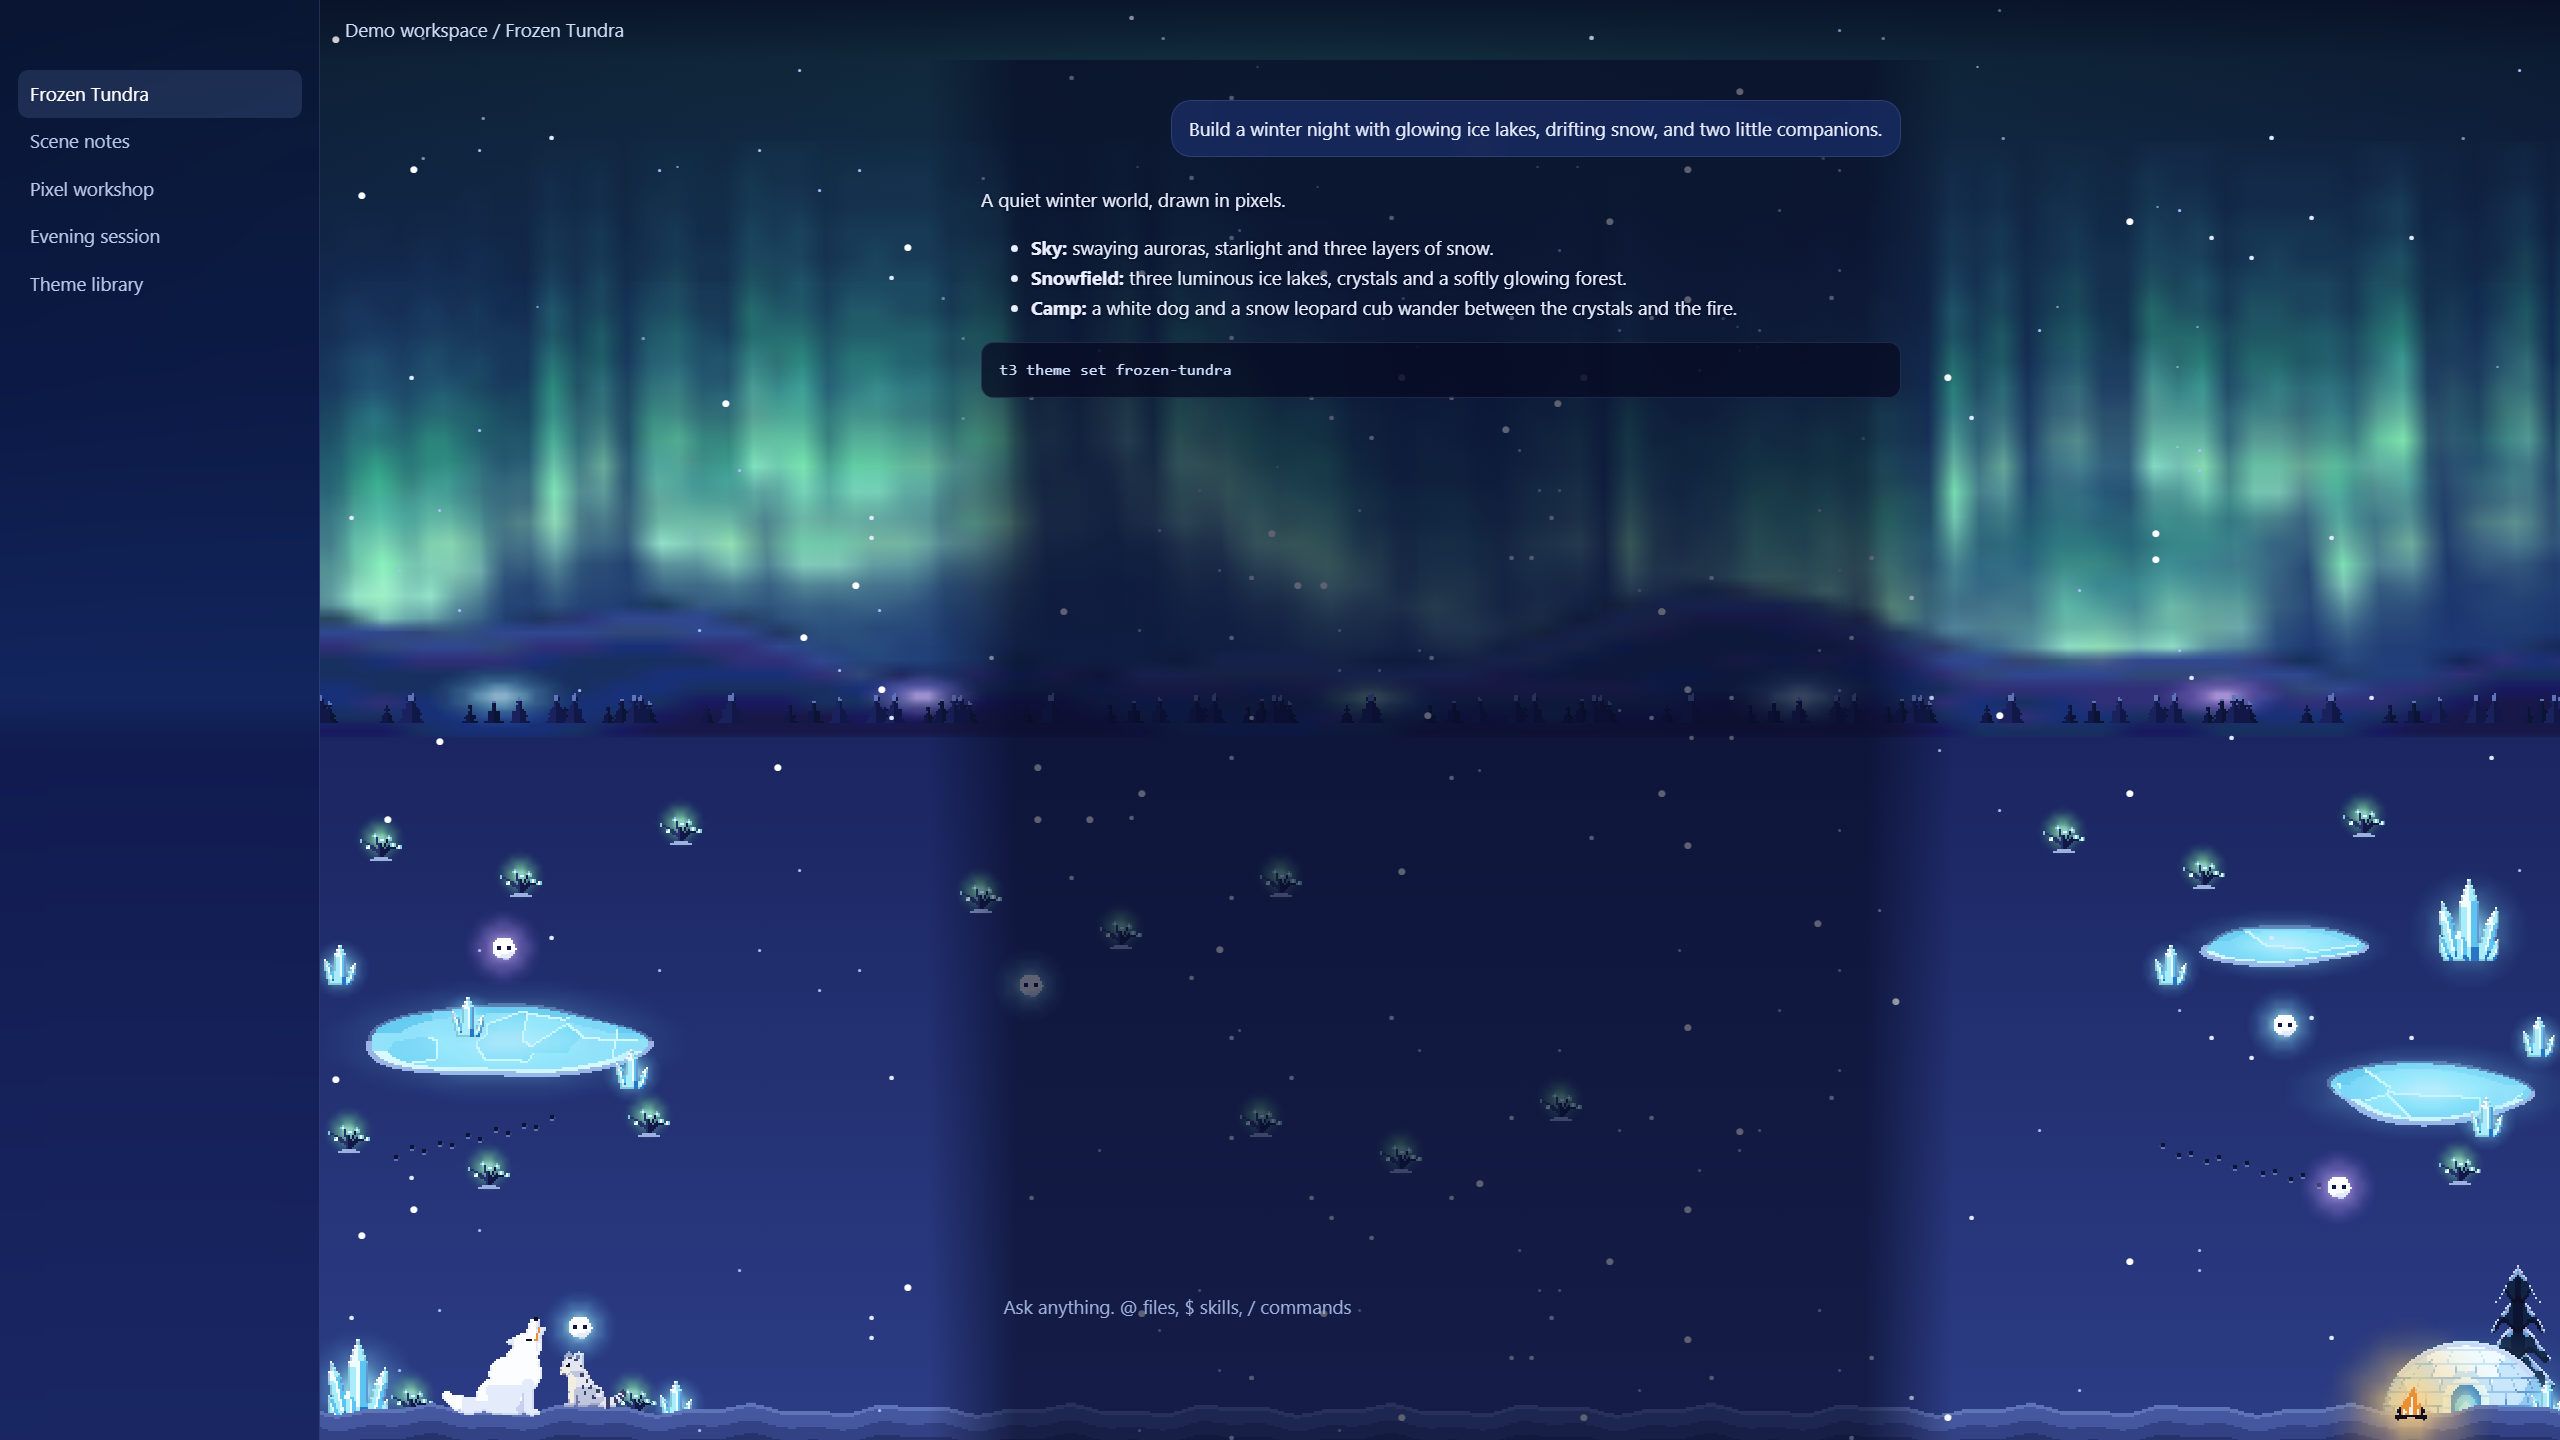 Demo workspace / Frozen Tundra
Frozen Tundra
Scene notes
Pixel workshop
Evening session
Theme library
Build a winter night with glowing ice lakes, drifting snow, and two little companions.
A quiet winter world, drawn in pixels.
Sky: swaying auroras, starlight and three layers of snow.
Snowfield: three luminous ice lakes, crystals and a softly glowing forest.
Camp: a white dog and a snow leopard cub wander between the crystals and the fire.
t3 theme set frozen-tundra
Ask anything. @ files, $ skills, / commands